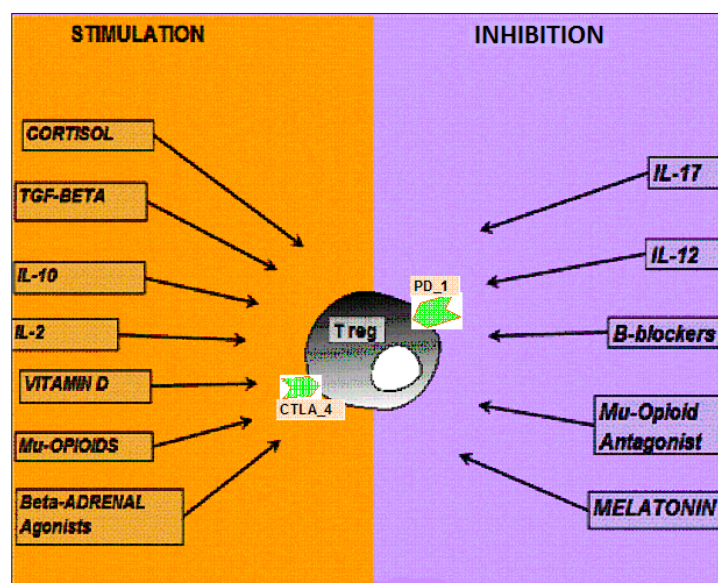 STIMULATION
INHIBITION
CORTISOL
TGF-BETA
IL-10
IL-2
VITAMIN D
Mu-OPIOIDS
Beta-ADRENAL
Agonists
T reg
PD_1
CTLA_4
IL-17
IL-12
B-blockers
Mu-Opioid
Antagonist
MELATONIN